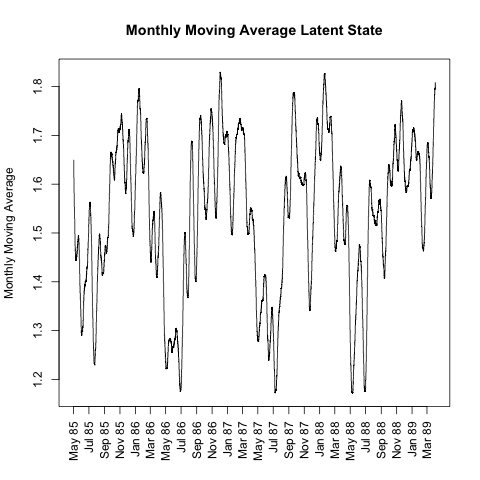 Monthly Moving Average Latent State
Monthly Moving Average
1.8
1.7
1.6
1.5
1.4
1.3
1.2
May 85
Jul 85
Sep 85
Nov 85
Jan 86
Mar 86
May 86
Jul 86
Sep 86
Nov 86
Jan 87
Mar 87
May 87
Jul 87
Sep 87
Nov 87
Jan 88
Mar 88
May 88
Jul 88
Sep 88
Nov 88
Jan 89
Mar 89